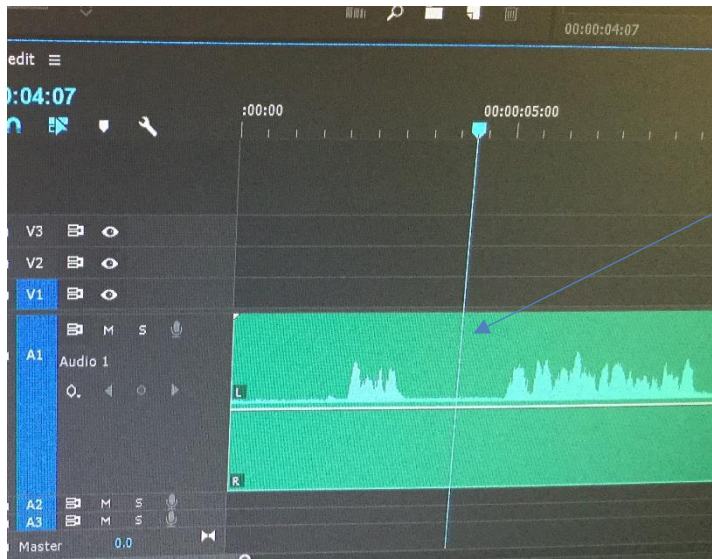 00:00:04:07
edit
0:04:07
:00:00
00:00:05:00
V3
V2
V1
M S
A1
Audio 1
L
R
A2 M S
A3 M S
Master 0.0